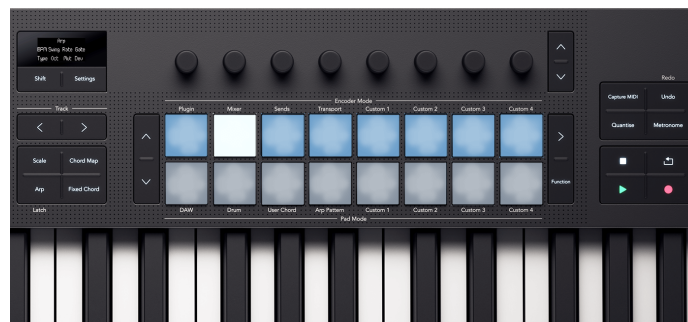 Arp
BPM Swing Rate Gate
Type Oct Mut Dev
Shift Settings
Track
Scale Chord Map
Arp Fixed Chord
Latch
Encoder Mode
Plugin Mixer Sends Transport Custom 1 Custom 2 Custom 3 Custom 4
Function
DAW Drum User Chord Arp Pattern Custom 1 Custom 2 Custom 3 Custom 4
Pad Mode
Redo
Capture MIDI Undo
Quantise Metronome